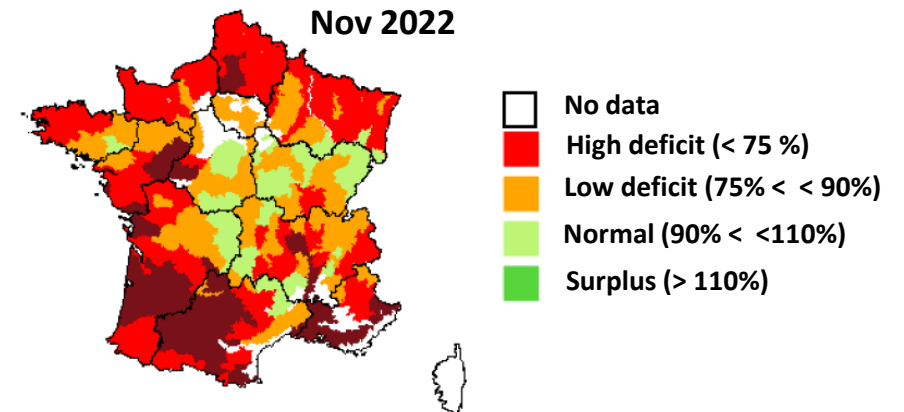 Nov 2022
No data
High deficit (< 75 %)
Low deficit (75% < < 90%)
Normal (90% < <110%)
Surplus (> 110%)